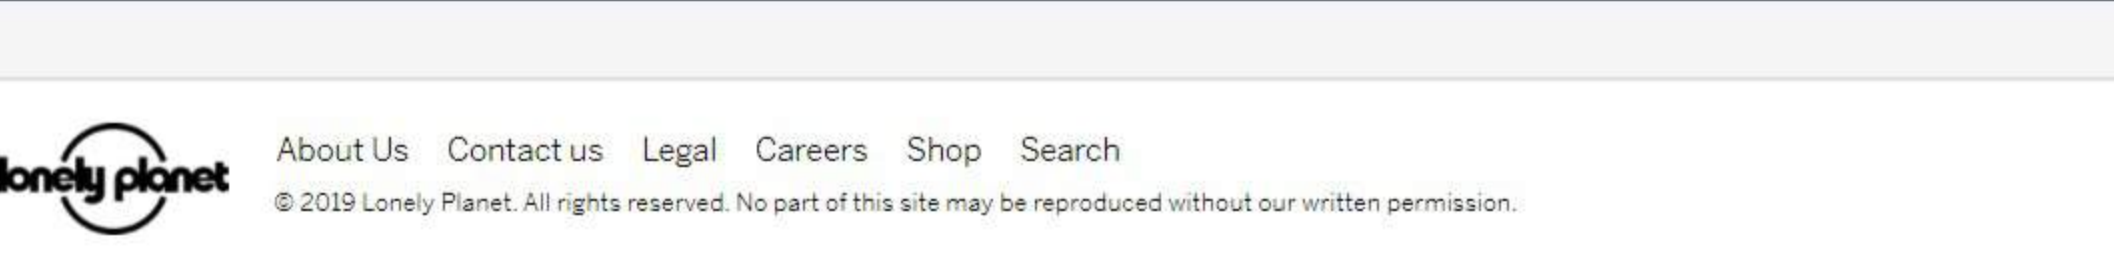 lonely planet
About Us Contact us Legal Careers Shop Search
© 2019 Lonely Planet. All rights reserved. No part of this site may be reproduced without our written permission.